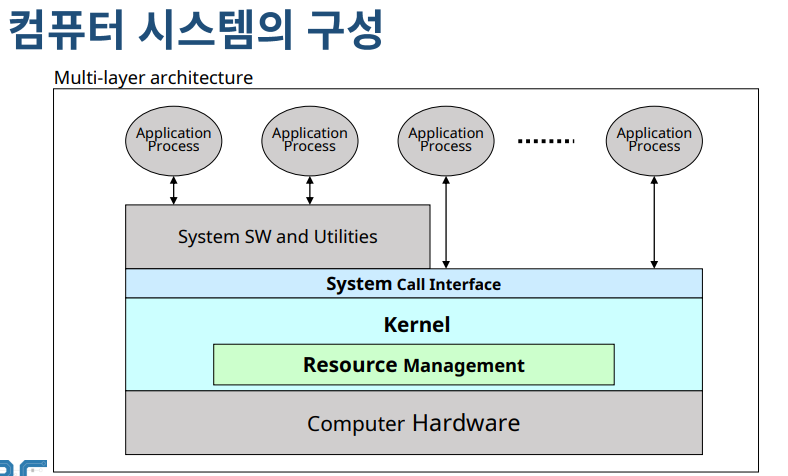 컴퓨터 시스템의 구성
Multi-layer architecture
Application
Process
Application
Process
Application
Process
Application
Process
System SW and Utilities
System Call Interface
Kernel
Resource Management
Computer Hardware